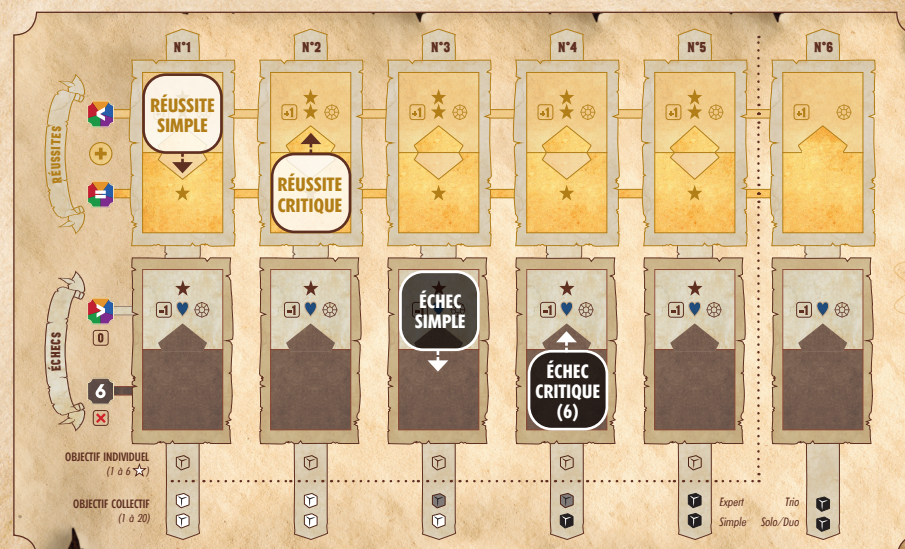 N°1 N°2 N°3 N°4 N°5 N°6
RÉUSSITES
<
+
=
RÉUSSITE
SIMPLE
+1 +1 +1 +1 +1
RÉUSSITE
CRITIQUE
ÉCHECS
>
0
6
-1 -1 -1 -1 -1 -1
ÉCHEC
SIMPLE
ÉCHEC
CRITIQUE
(6)
OBJECTIF INDIVIDUEL
(1 à 6 ☆)
OBJECTIF COLLECTIF
(1 à 20)
Expert Trio
Simple Solo/Duo